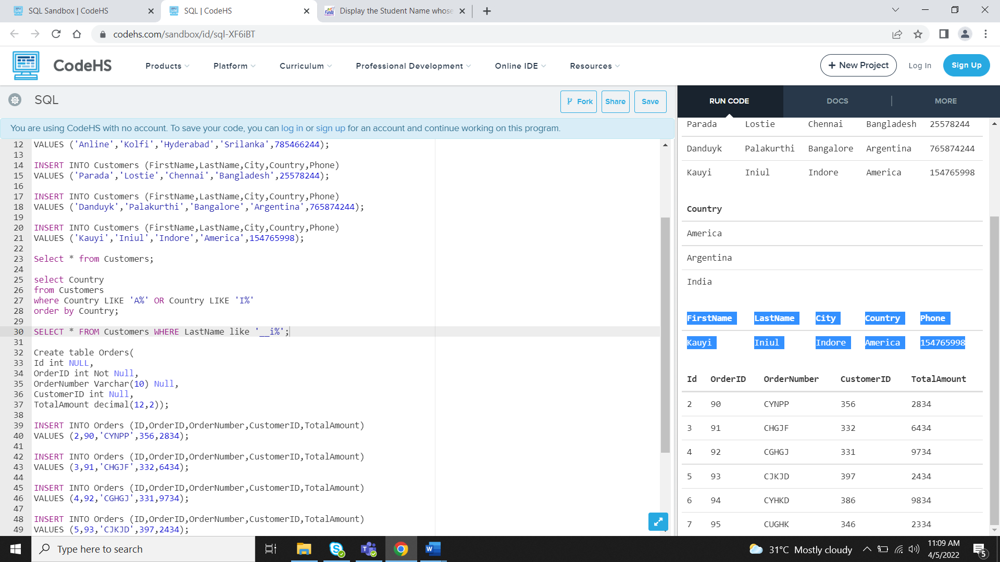 SQL Sandbox | CodeHS
SQL | CodeHS
Display the Student Name whose
codehs.com/sandbox/id/sql-XF6iBT
CodeHS
Products
Platform
Curriculum
Professional Development
Online IDE
Resources
+ New Project
Log In
Sign Up
SQL
Fork
Share
Save
RUN CODE
DOCS
MORE
You are using CodeHS with no account. To save your code, you can log in or sign up for an account and continue working on this program.
12 VALUES ('Anline','Kolfi','Hyderabad','Srilanka',785466244);
13
14 INSERT INTO Customers (FirstName,LastName,City,Country,Phone)
15 VALUES ('Parada','Lostie','Chennai','Bangladesh',25578244);
16
17 INSERT INTO Customers (FirstName,LastName,City,Country,Phone)
18 VALUES ('Danduyk','Palakurthi','Bangalore','Argentina',765874244);
19
20 INSERT INTO Customers (FirstName,LastName,City,Country,Phone)
21 VALUES ('Kauyi','Iniul','Indore','America',154765998);
22
23 Select * from Customers;
24
25 select Country
26 from Customers
27 where Country LIKE 'A%' OR Country LIKE 'I%'
28 order by Country;
29
30 SELECT * FROM Customers WHERE LastName like '__i%';
31
32 Create table Orders(
33 Id int NULL,
34 OrderID int Not Null,
35 OrderNumber Varchar(10) Null,
36 CustomerID int Null,
37 TotalAmount decimal(12,2));
38
39 INSERT INTO Orders (ID,OrderID,OrderNumber,CustomerID,TotalAmount)
40 VALUES (2,90,'CYNPP',356,2834);
41
42 INSERT INTO Orders (ID,OrderID,OrderNumber,CustomerID,TotalAmount)
43 VALUES (3,91,'CHGJF',332,6434);
44
45 INSERT INTO Orders (ID,OrderID,OrderNumber,CustomerID,TotalAmount)
46 VALUES (4,92,'CGHGJ',331,9734);
47
48 INSERT INTO Orders (ID,OrderID,OrderNumber,CustomerID,TotalAmount)
49 VALUES (5,93,'CJKJD',397,2434);
Parada Lostie Chennai Bangladesh 25578244
Danduyk Palakurthi Bangalore Argentina 765874244
Kauyi Iniul Indore America 154765998
Country
America
Argentina
India
FirstName LastName City Country Phone
Kauyi Iniul Indore America 154765998
Id OrderID OrderNumber CustomerID TotalAmount
2 90 CYNPP 356 2834
3 91 CHGJF 332 6434
4 92 CGHGJ 331 9734
5 93 CJKJD 397 2434
6 94 CYHKD 386 9834
7 95 CUGHK 346 2334
Type here to search
31°C Mostly cloudy
11:09 AM
4/5/2022
5